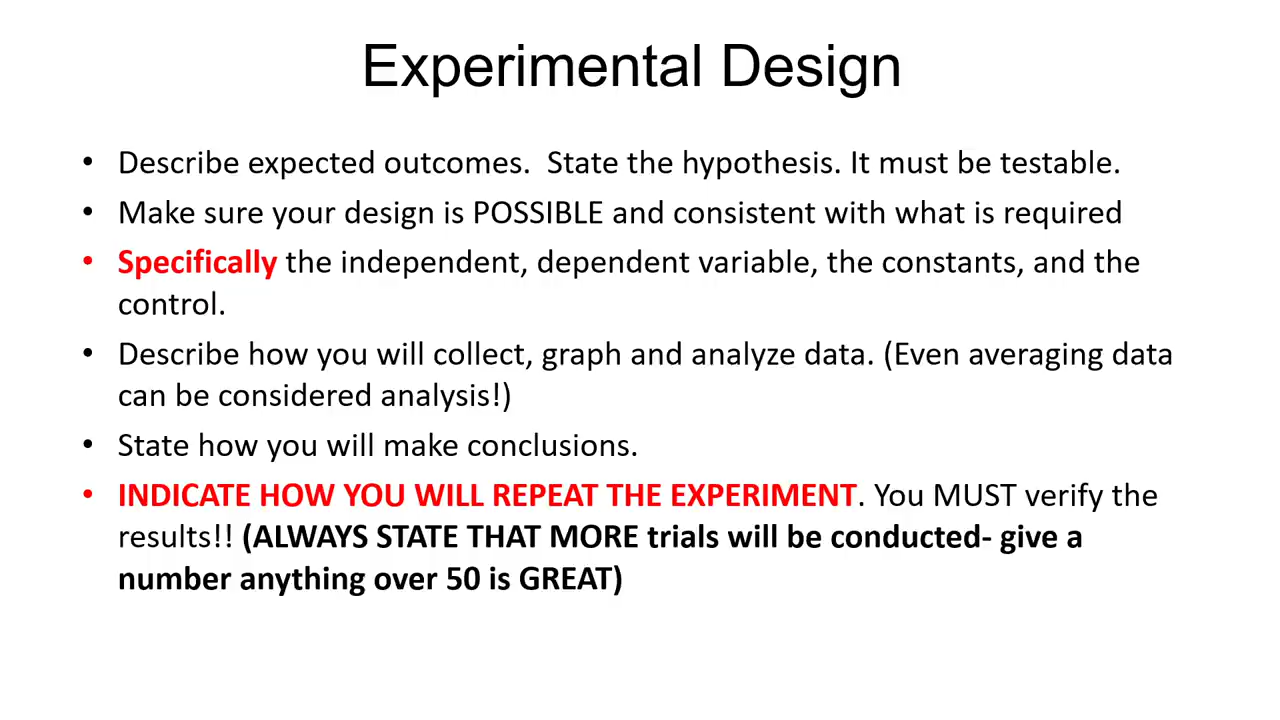 Experimental Design
• Describe expected outcomes.  State the hypothesis. It must be testable.
• Make sure your design is POSSIBLE and consistent with what is required
• Specifically the independent, dependent variable, the constants, and the
control.
• Describe how you will collect, graph and analyze data. (Even averaging data
can be considered analysis!)
• State how you will make conclusions.
• INDICATE HOW YOU WILL REPEAT THE EXPERIMENT. You MUST verify the
results!! (ALWAYS STATE THAT MORE trials will be conducted- give a
number anything over 50 is GREAT)